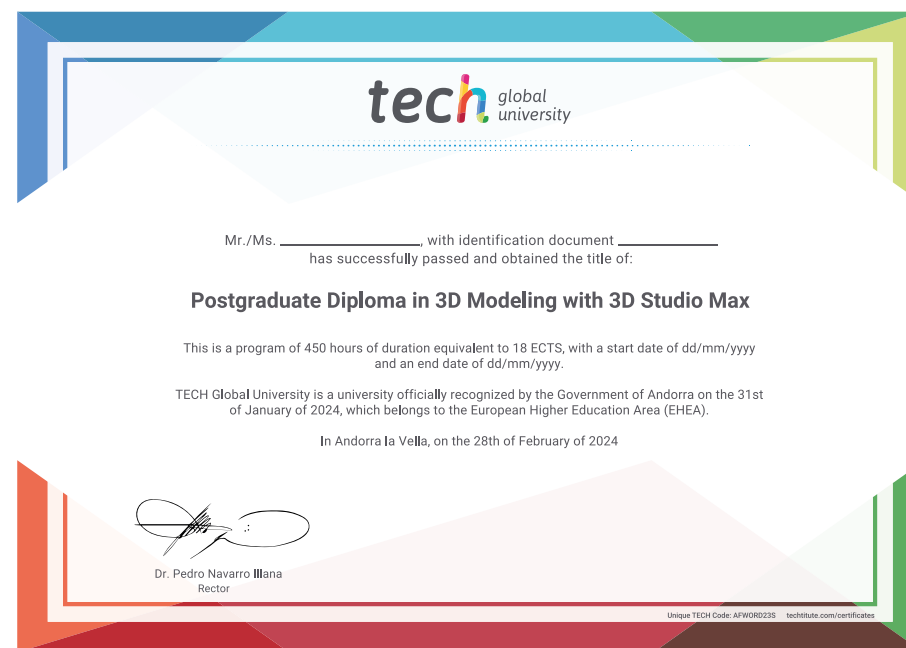 tech global
university
Mr./Ms. ____________, with identification document ____________
has successfully passed and obtained the title of:
Postgraduate Diploma in 3D Modeling with 3D Studio Max
This is a program of 450 hours of duration equivalent to 18 ECTS, with a start date of dd/mm/yyyy
and an end date of dd/mm/yyyy.
TECH Global University is a university officially recognized by the Government of Andorra on the 31st
of January of 2024, which belongs to the European Higher Education Area (EHEA).
In Andorra la Vella, on the 28th of February of 2024
Dr. Pedro Navarro Illana
Rector
Unique TECH Code: AFWORD23S techtitute.com/certificates